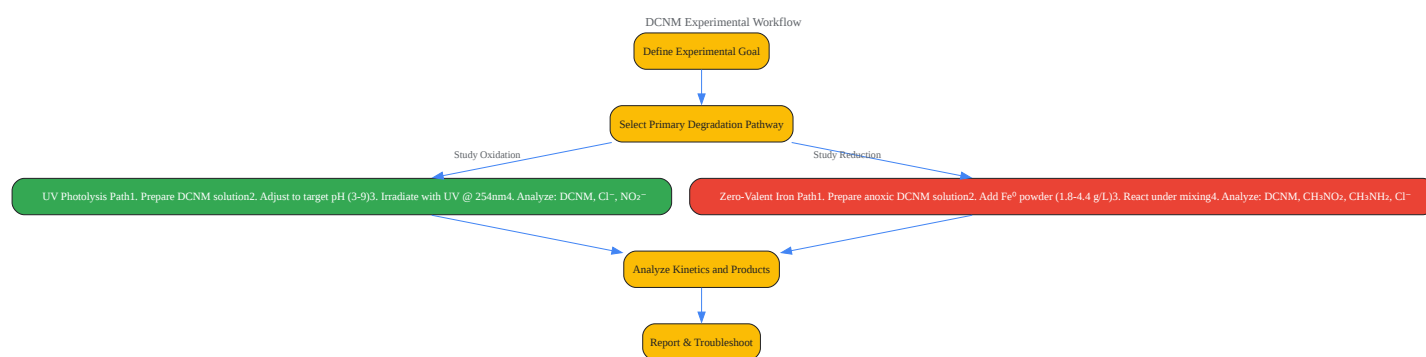 DCNM Experimental Workflow
Define Experimental Goal
Select Primary Degradation Pathway
Study Oxidation
Study Reduction
UV Photolysis Path1. Prepare DCNM solution2. Adjust to target pH (3-9)3. Irradiate with UV @ 254nm4. Analyze: DCNM, Cl⁻, NO₂⁻
Zero-Valent Iron Path1. Prepare anoxic DCNM solution2. Add Fe⁰ powder (1.8-4.4 g/L)3. React under mixing4. Analyze: DCNM, CH₃NO₂, CH₃NH₂, Cl⁻
Analyze Kinetics and Products
Report & Troubleshoot